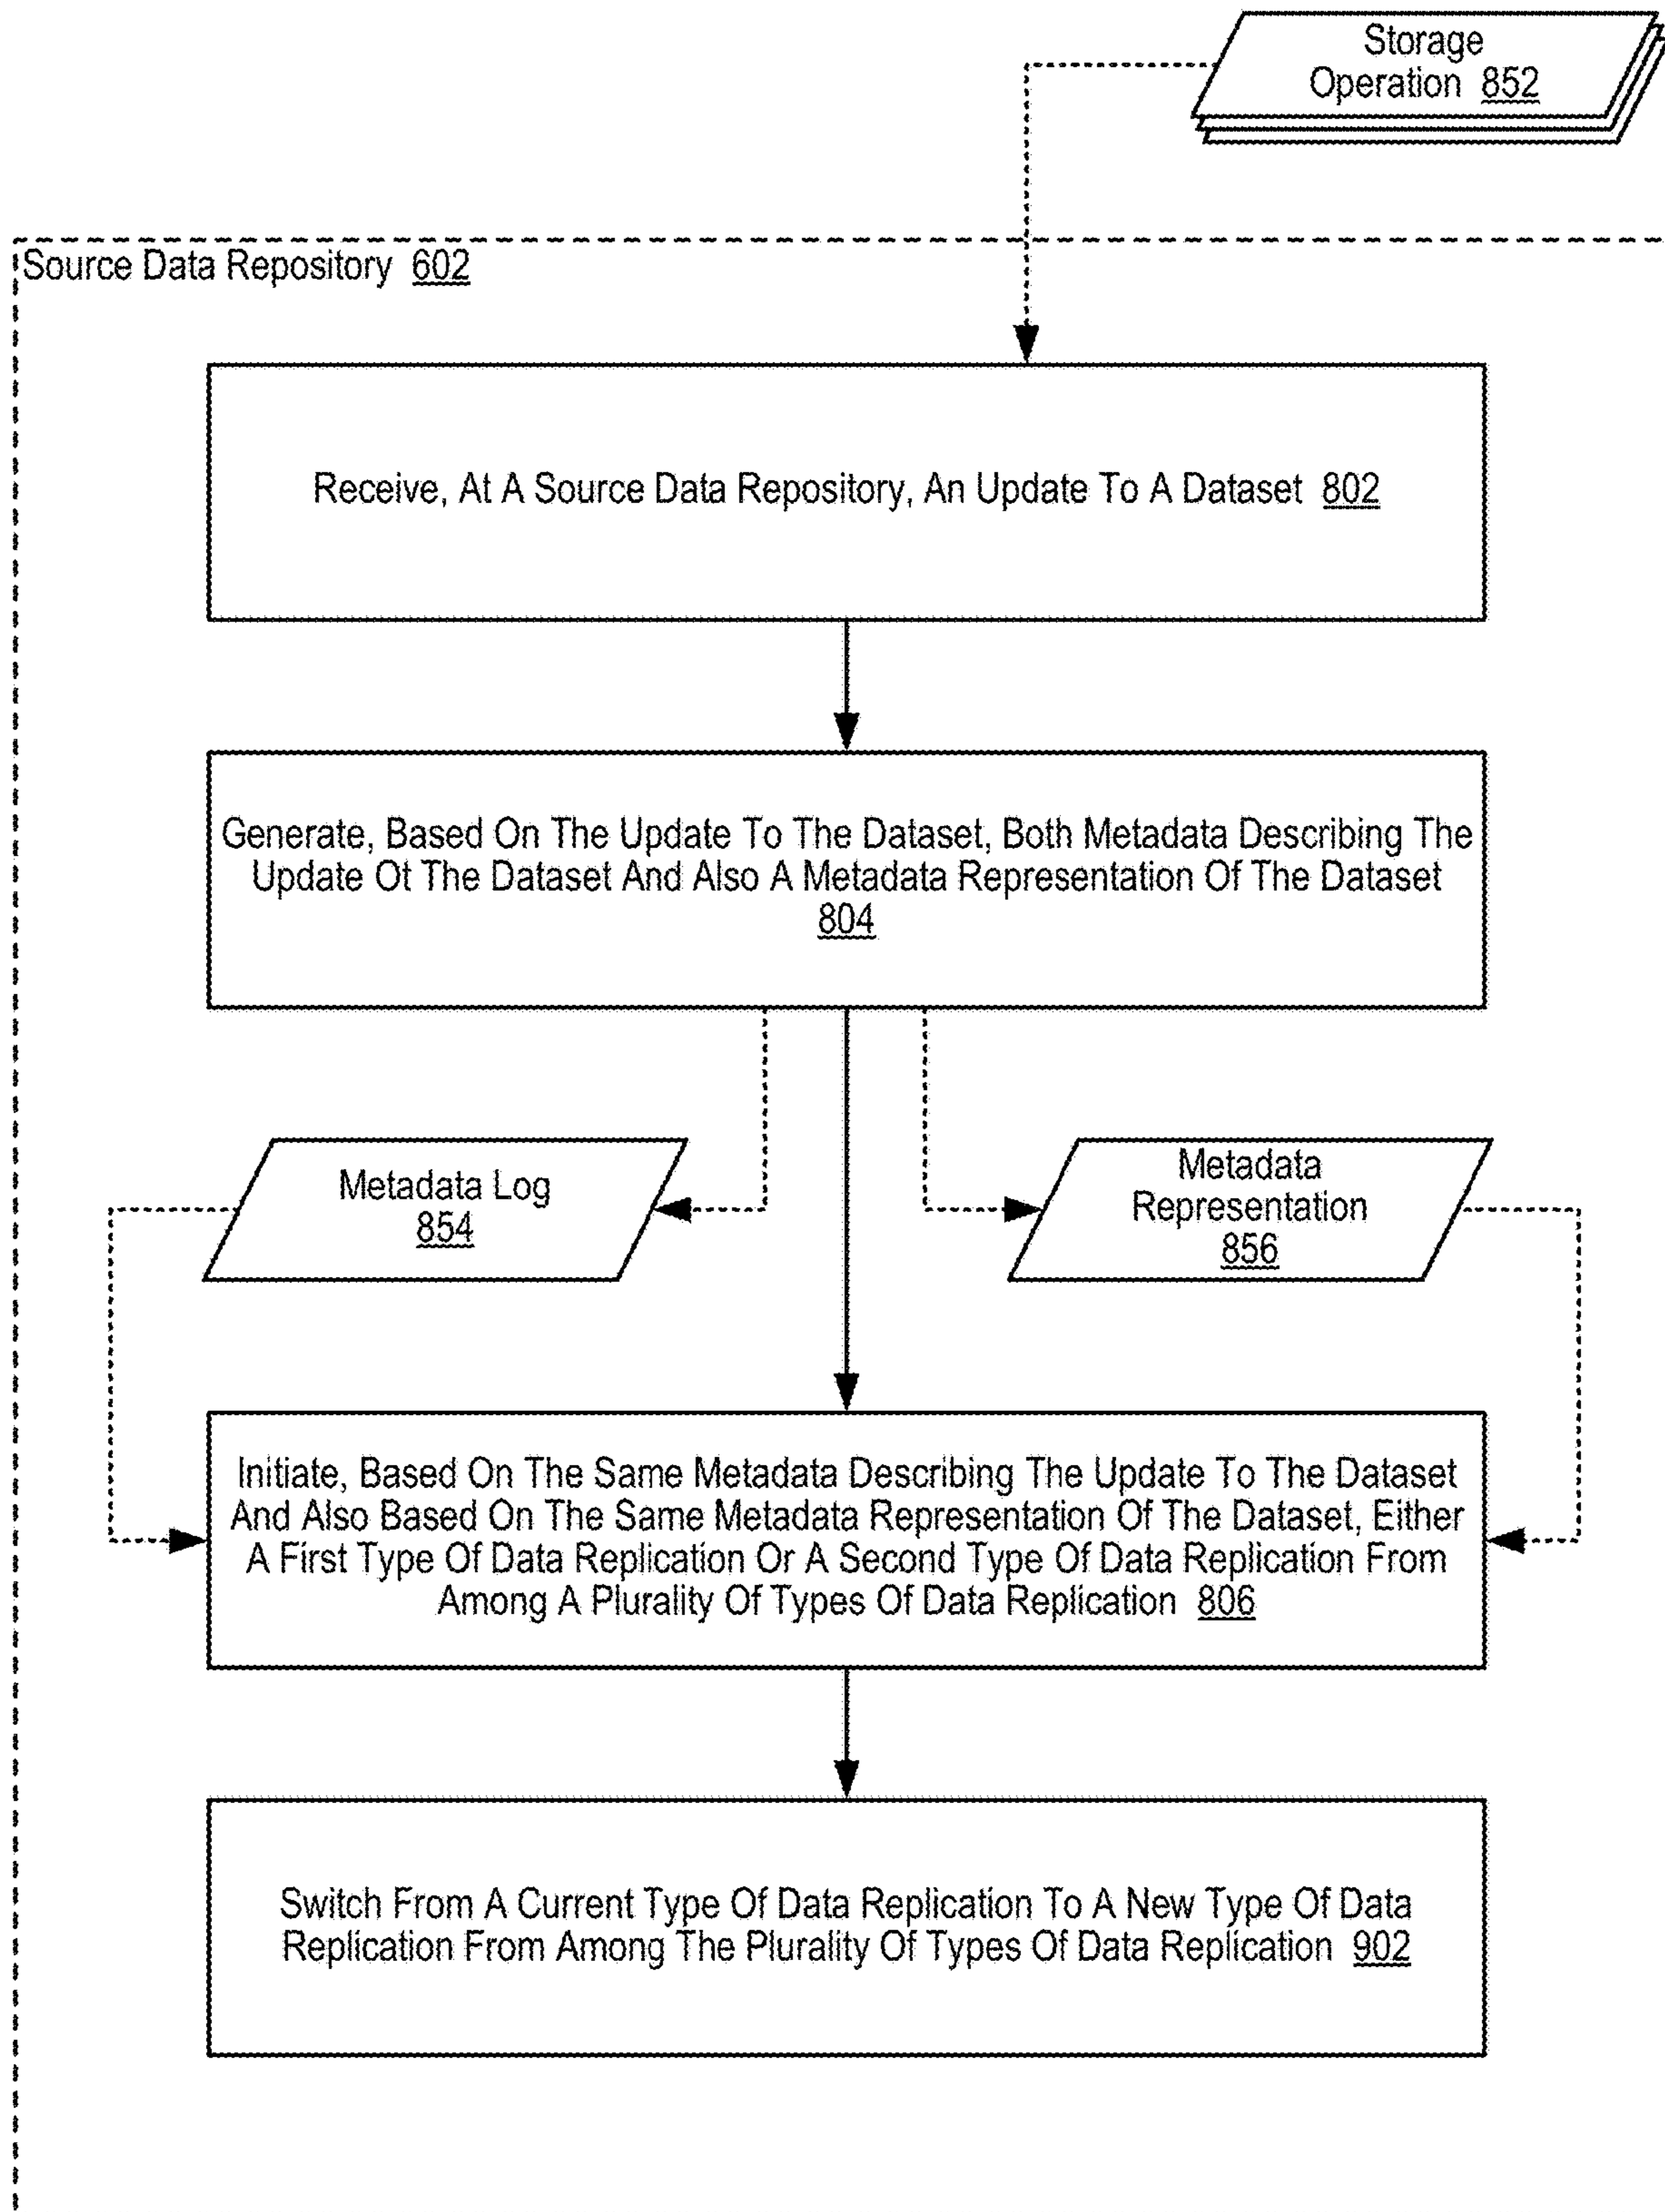 Storage
Operation 852
Source Data Repository 602
Receive, At A Source Data Repository, An Update To A Dataset 802
Generate, Based On The Update To The Dataset, Both Metadata Describing The
Update Ot The Dataset And Also A Metadata Representation Of The Dataset
804
Metadata Log
854
Metadata
Representation
856
Initiate, Based On The Same Metadata Describing The Update To The Dataset
And Also Based On The Same Metadata Representation Of The Dataset, Either
A First Type Of Data Replication Or A Second Type Of Data Replication From
Among A Plurality Of Types Of Data Replication 806
Switch From A Current Type Of Data Replication To A New Type Of Data
Replication From Among The Plurality Of Types Of Data Replication 902